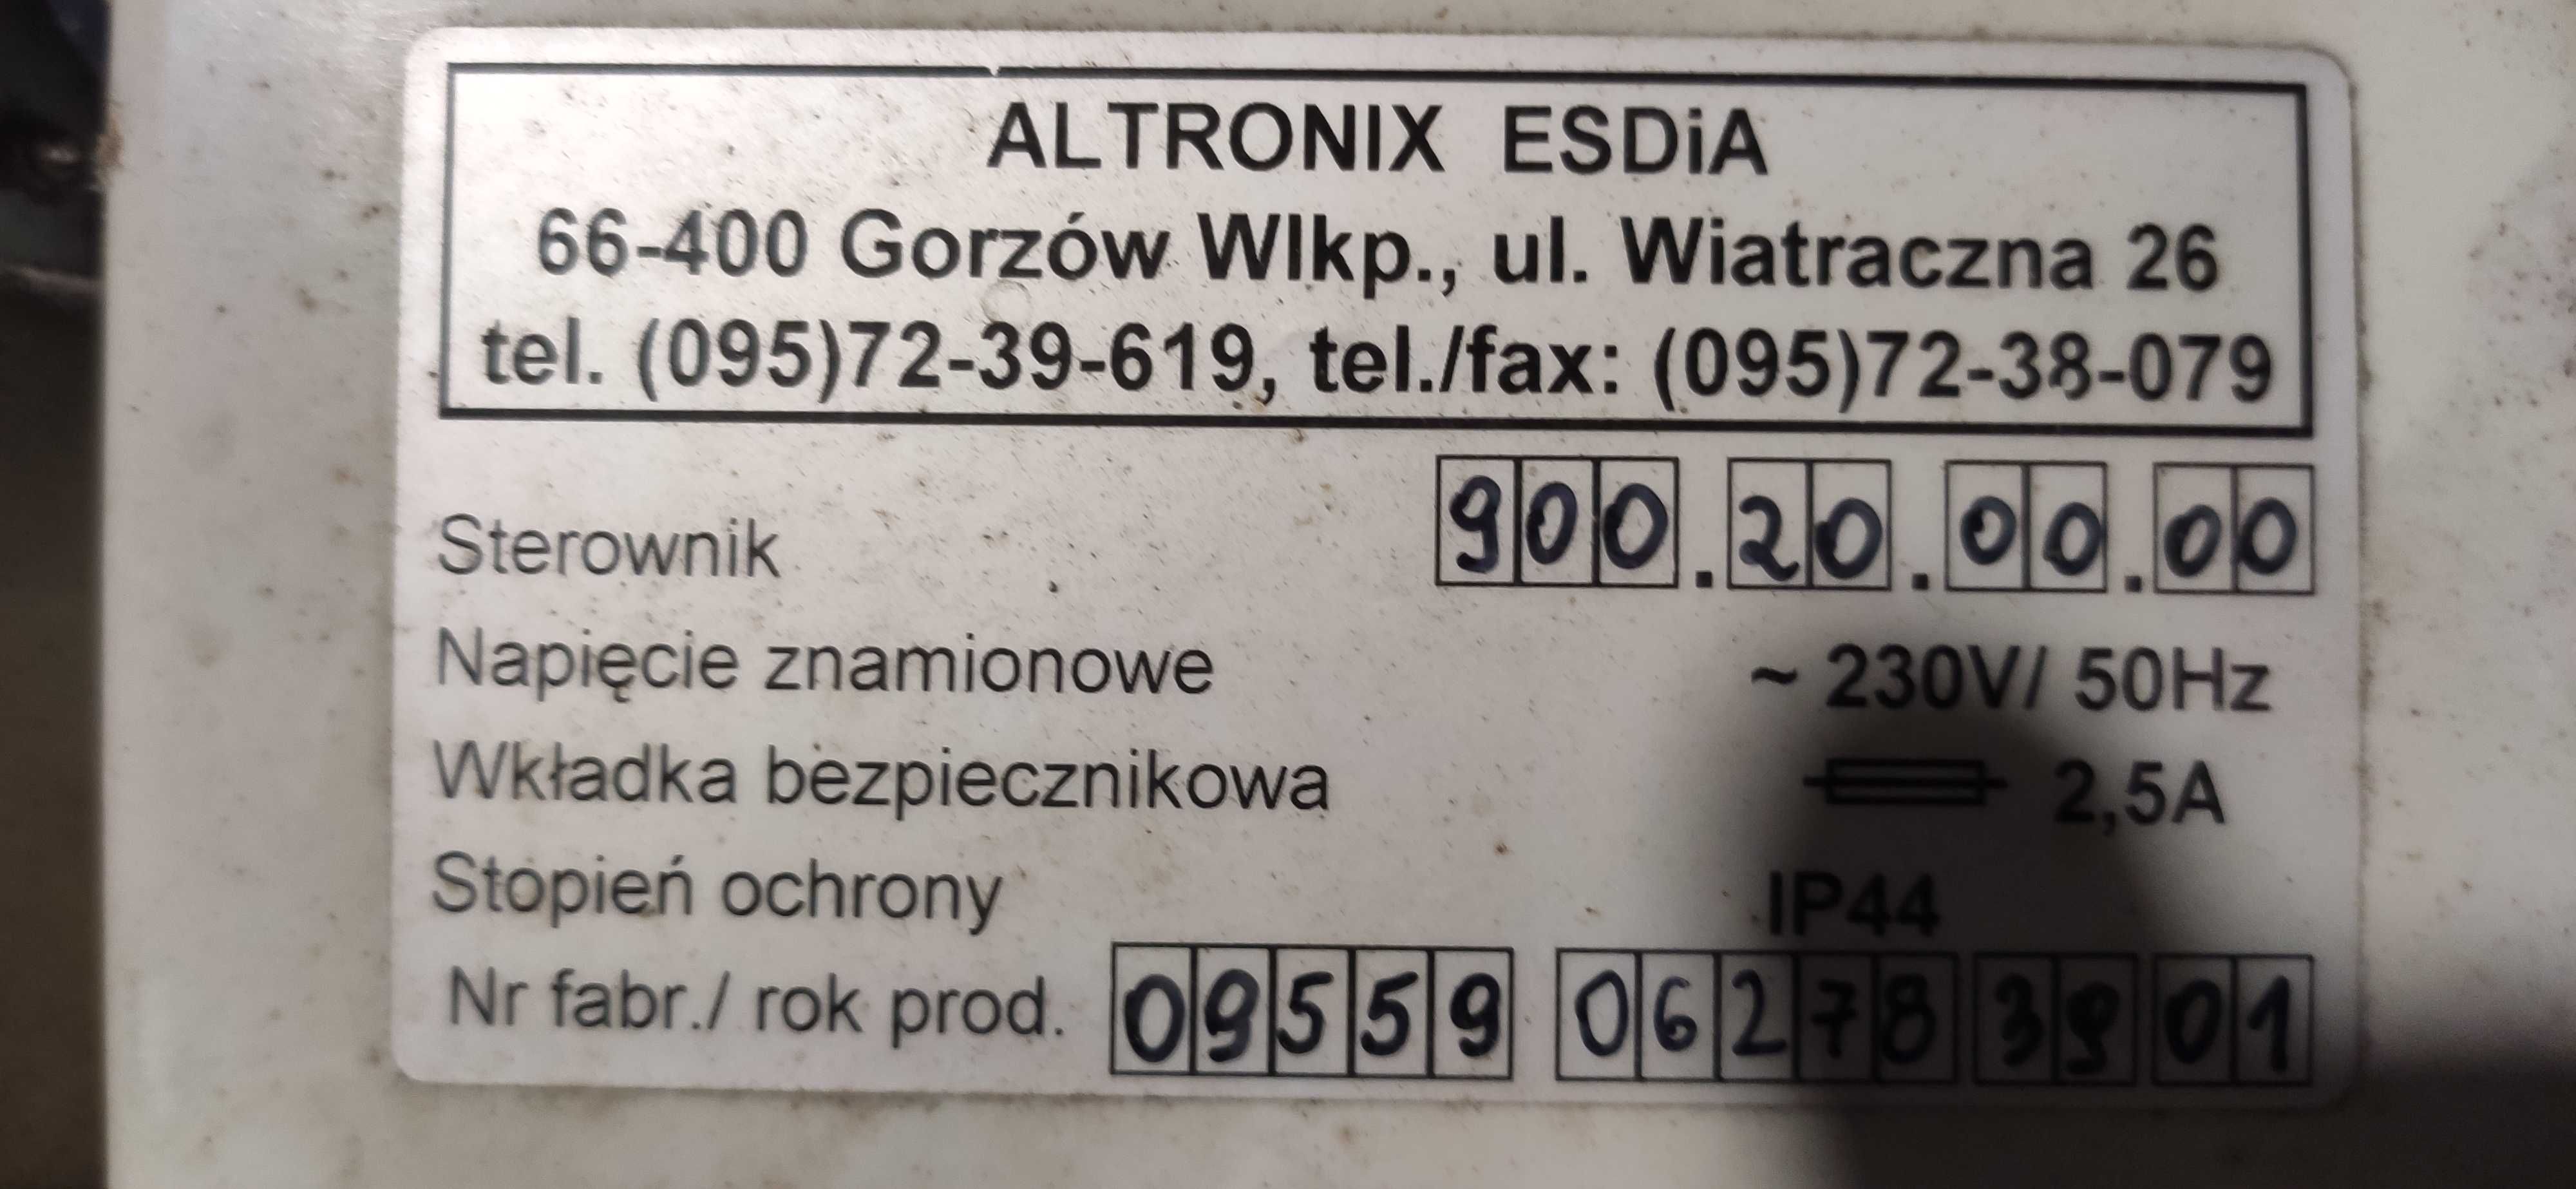 ALTRONIX ESDiA
66-400 Gorzów Wlkp., ul. Wiatraczna 26
tel. (095)72-39-619, tel./fax: (095)72-38-079
Sterownik 900.20.00.00
Napięcie znamionowe ~ 230V/ 50Hz
Wkładka bezpiecznikowa 2,5A
Stopień ochrony IP44
Nr fabr./ rok prod. 09559 06278 39 01